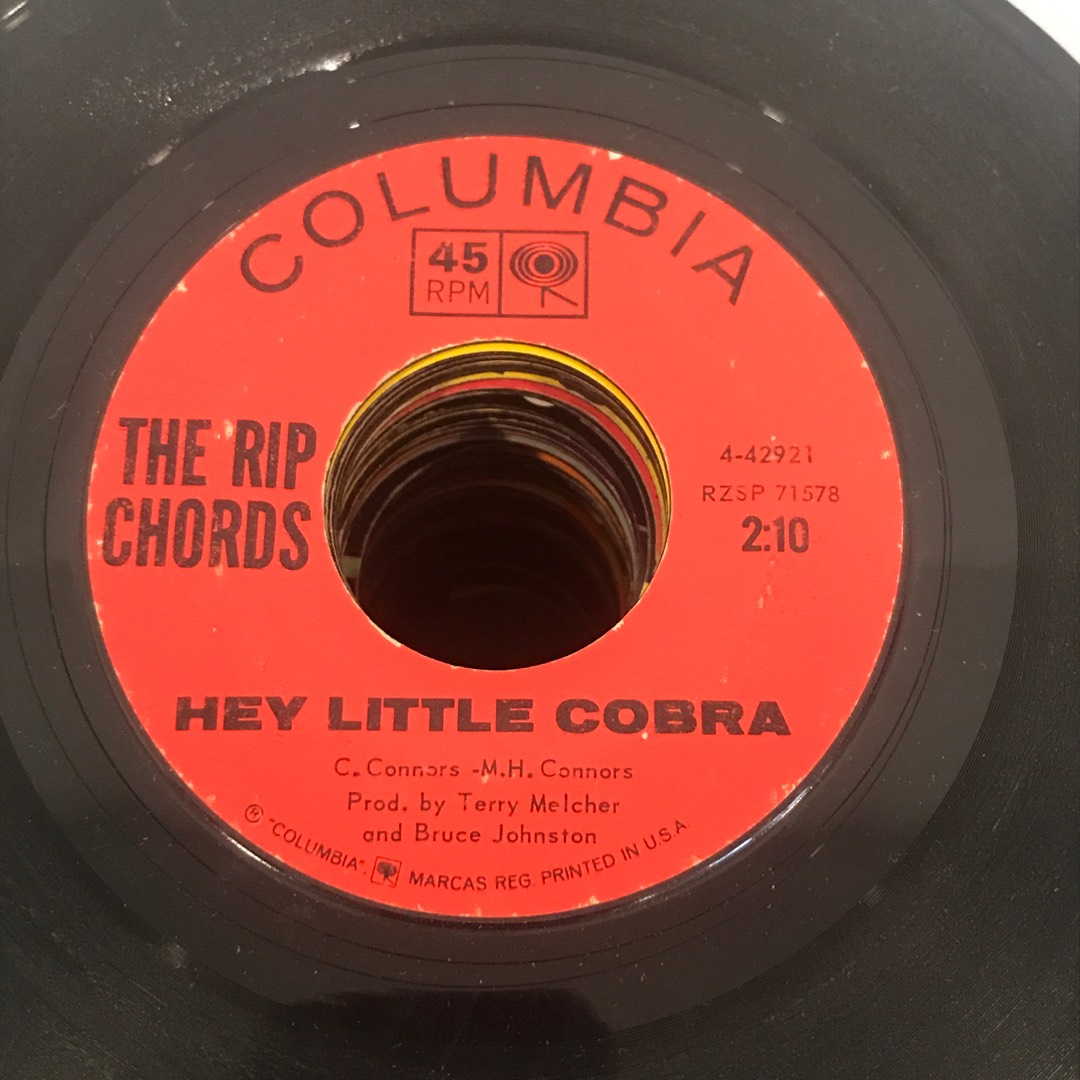 COLUMBIA
45
RPM
THE RIP
CHORDS
4-42921
RZSP 71578
2:10
HEY LITTLE COBRA
C. Connors -M.H. Connors
Prod. by Terry Melcher
and Bruce Johnston
® "COLUMBIA", MARCAS REG. PRINTED IN U.S.A.